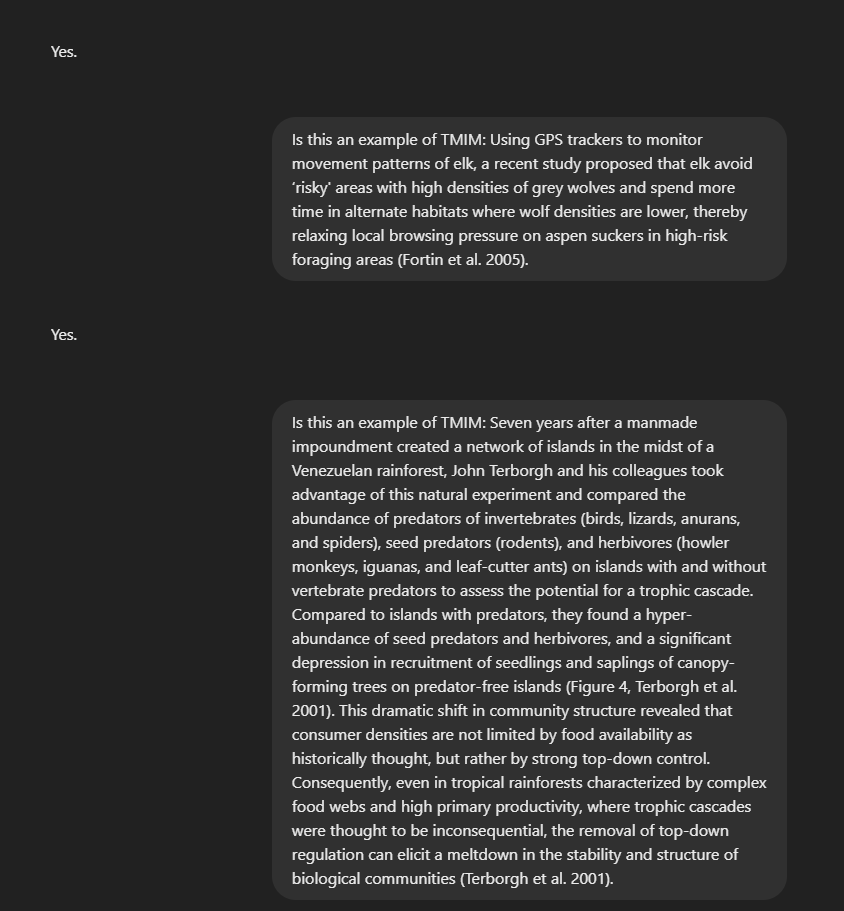 Yes.
Is this an example of TMIM: Using GPS trackers to monitor
movement patterns of elk, a recent study proposed that elk avoid
‘risky’ areas with high densities of grey wolves and spend more
time in alternate habitats where wolf densities are lower, thereby
relaxing local browsing pressure on aspen suckers in high-risk
foraging areas (Fortin et al. 2005).
Yes.
Is this an example of TMIM: Seven years after a manmade
impoundment created a network of islands in the midst of a
Venezuelan rainforest, John Terborgh and his colleagues took
advantage of this natural experiment and compared the
abundance of predators of invertebrates (birds, lizards, anurans,
and spiders), seed predators (rodents), and herbivores (howler
monkeys, iguanas, and leaf-cutter ants) on islands with and without
vertebrate predators to assess the potential for a trophic cascade.
Compared to islands with predators, they found a hyper-
abundance of seed predators and herbivores, and a significant
depression in recruitment of seedlings and saplings of canopy-
forming trees on predator-free islands (Figure 4, Terborgh et al.
2001). This dramatic shift in community structure revealed that
consumer densities are not limited by food availability as
historically thought, but rather by strong top-down control.
Consequently, even in tropical rainforests characterized by complex
food webs and high primary productivity, where trophic cascades
were thought to be inconsequential, the removal of top-down
regulation can elicit a meltdown in the stability and structure of
biological communities (Terborgh et al. 2001).